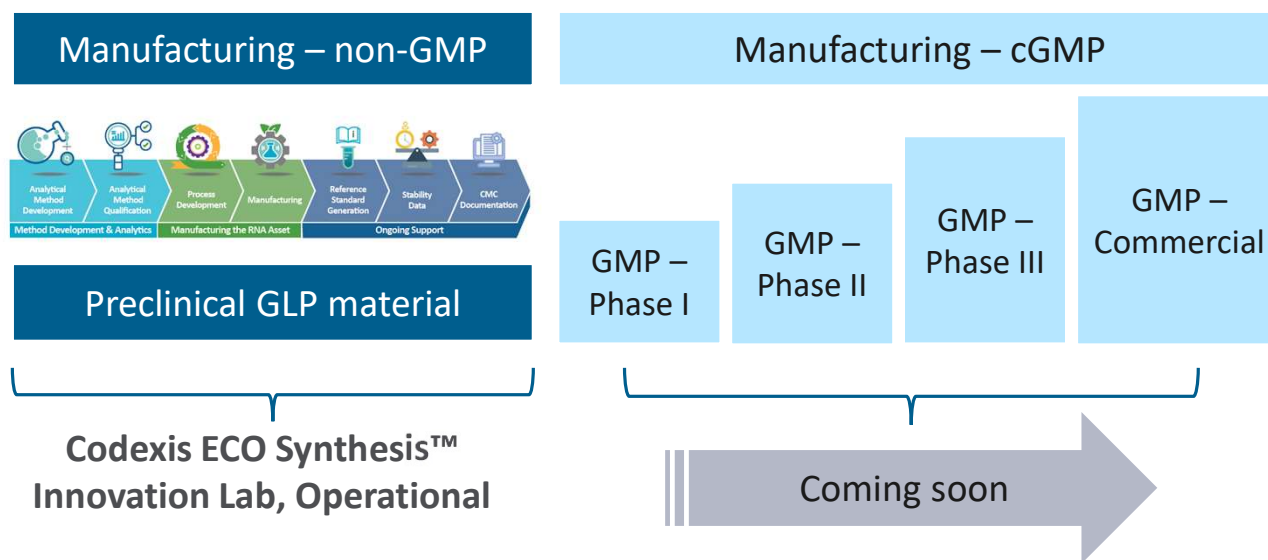 Manufacturing – non-GMP
Manufacturing – cGMP
Analytical
Method
Development
Analytical
Method
Qualification
Process
Development
Manufacturing
Reference
Standard
Generation
Stability
Data
CMC
Documentation
Method Development & Analytics
Manufacturing the RNA Asset
Ongoing Support
Preclinical GLP material
GMP –
Phase I
GMP –
Phase II
GMP –
Phase III
GMP –
Commercial
Codexis ECO Synthesis™
Innovation Lab, Operational
Coming soon